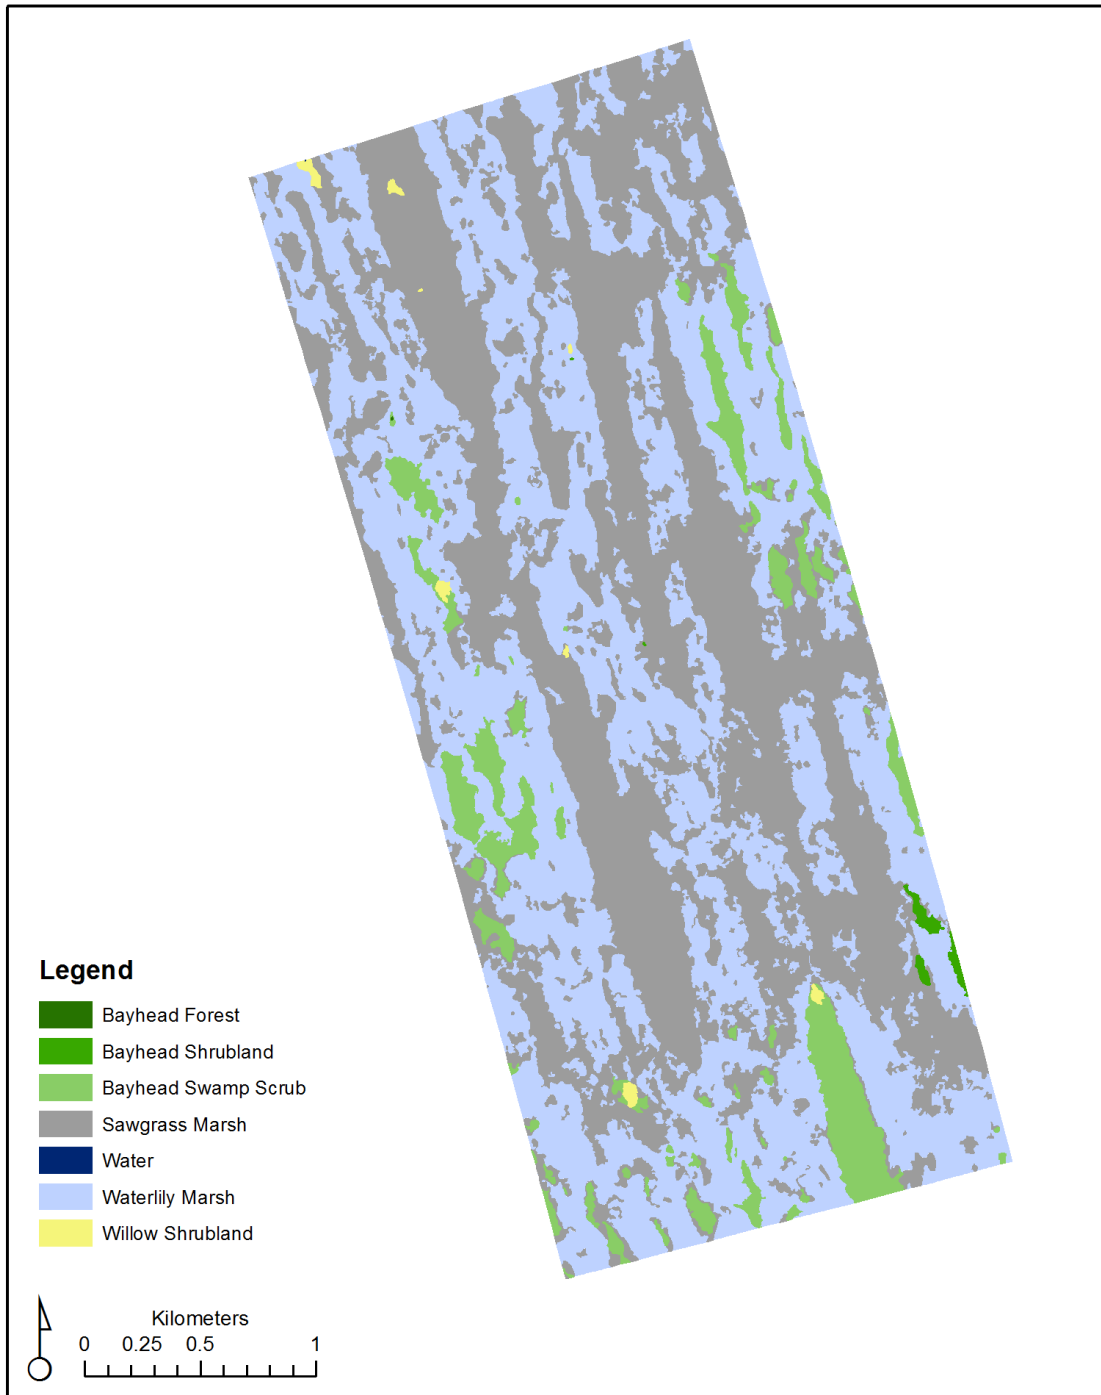 Legend
Bayhead Forest
Bayhead Shrubland
Bayhead Swamp Scrub
Sawgrass Marsh
Water
Waterlily Marsh
Willow Shrubland
Kilometers
0 0.25 0.5 1